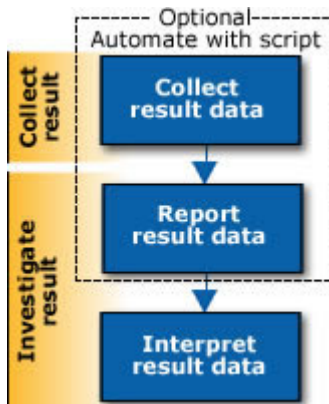 Optional
Automate with script
Collect
result
Collect
result data
Investigate
result
Report
result data
Interpret
result data